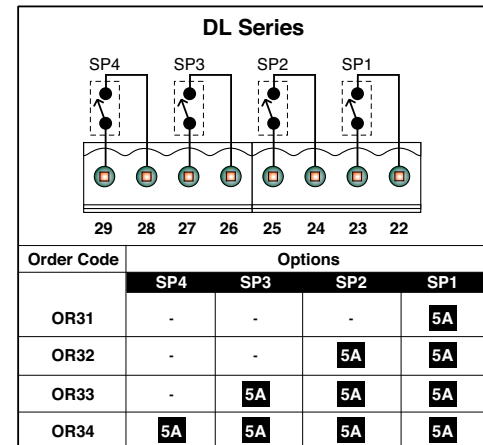 DL Series
SP4 SP3 SP2 SP1
29 28 27 26 25 24 23 22
Order Code Options
SP4 SP3 SP2 SP1
OR31 - - - 5A
OR32 - - 5A 5A
OR33 - 5A 5A 5A
OR34 5A 5A 5A 5A